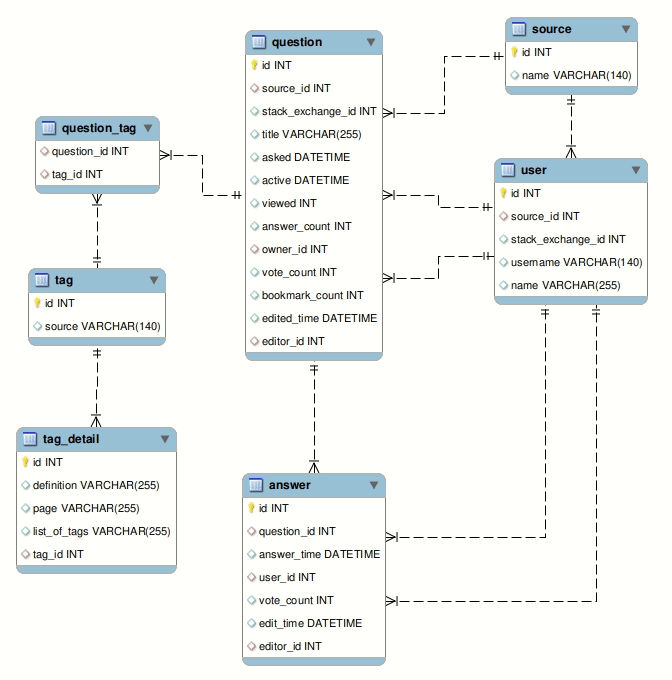 question
id INT
source_id INT
stack_exchange_id INT
title VARCHAR(255)
asked DATETIME
active DATETIME
viewed INT
answer_count INT
owner_id INT
vote_count INT
bookmark_count INT
edited_time DATETIME
editor_id INT
source
id INT
name VARCHAR(140)
question_tag
question_id INT
tag_id INT
user
id INT
source_id INT
stack_exchange_id INT
username VARCHAR(140)
name VARCHAR(255)
tag
id INT
source VARCHAR(140)
tag_detail
id INT
definition VARCHAR(255)
page VARCHAR(255)
list_of_tags VARCHAR(255)
tag_id INT
answer
id INT
question_id INT
answer_time DATETIME
user_id INT
vote_count INT
edit_time DATETIME
editor_id INT